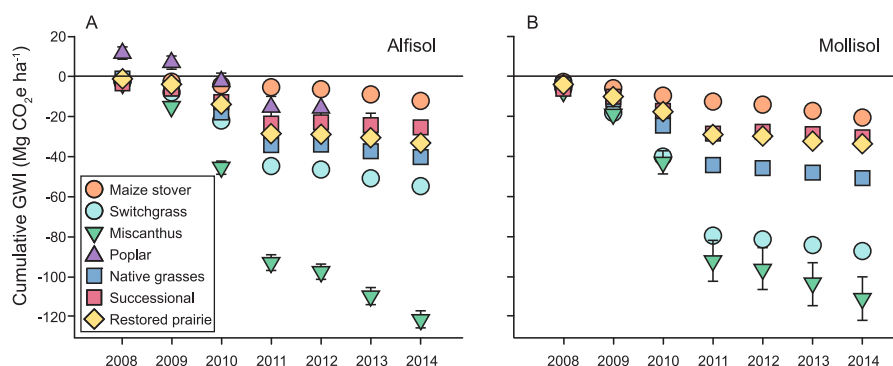 A
Alfisol
B
Mollisol
Cumulative GWI (Mg CO₂e ha⁻¹)
20
0
-20
-40
-60
-80
-100
-120
Maize stover
Switchgrass
Miscanthus
Poplar
Native grasses
Successional
Restored prairie
2008 2009 2010 2011 2012 2013 2014
2008 2009 2010 2011 2012 2013 2014